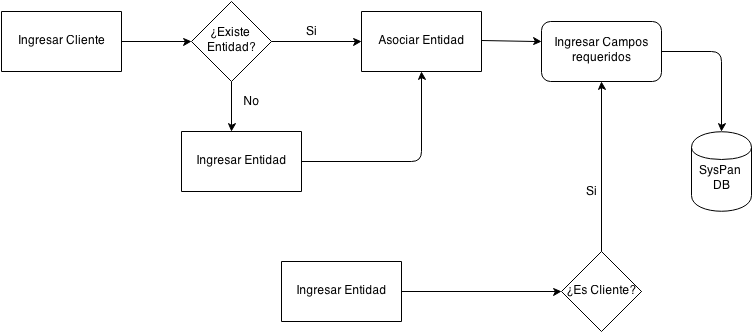 Ingresar Cliente
¿Existe
Entidad?
Si
Asociar Entidad
Ingresar Campos
requeridos
No
Ingresar Entidad
SysPan
DB
Si
Ingresar Entidad
¿Es Cliente?